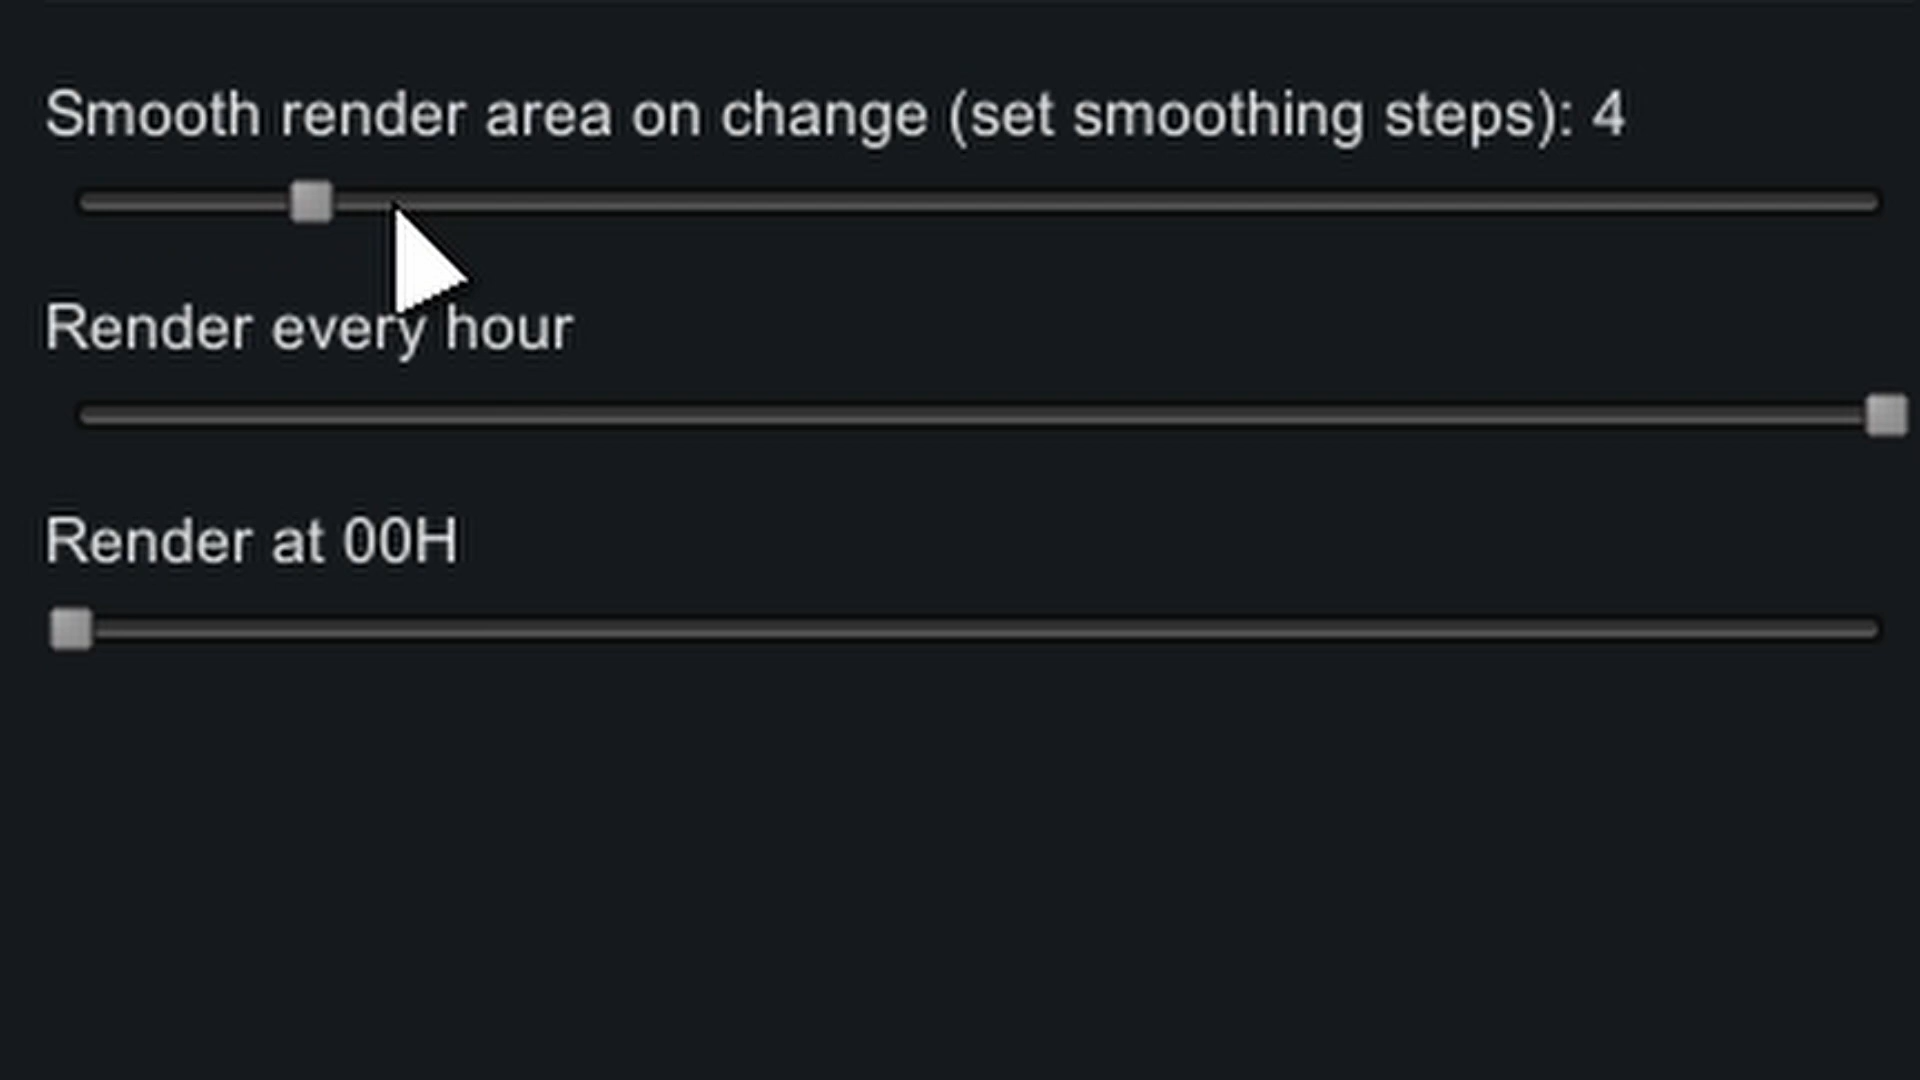 Smooth render area on change (set smoothing steps): 4
Render every hour
Render at 00H